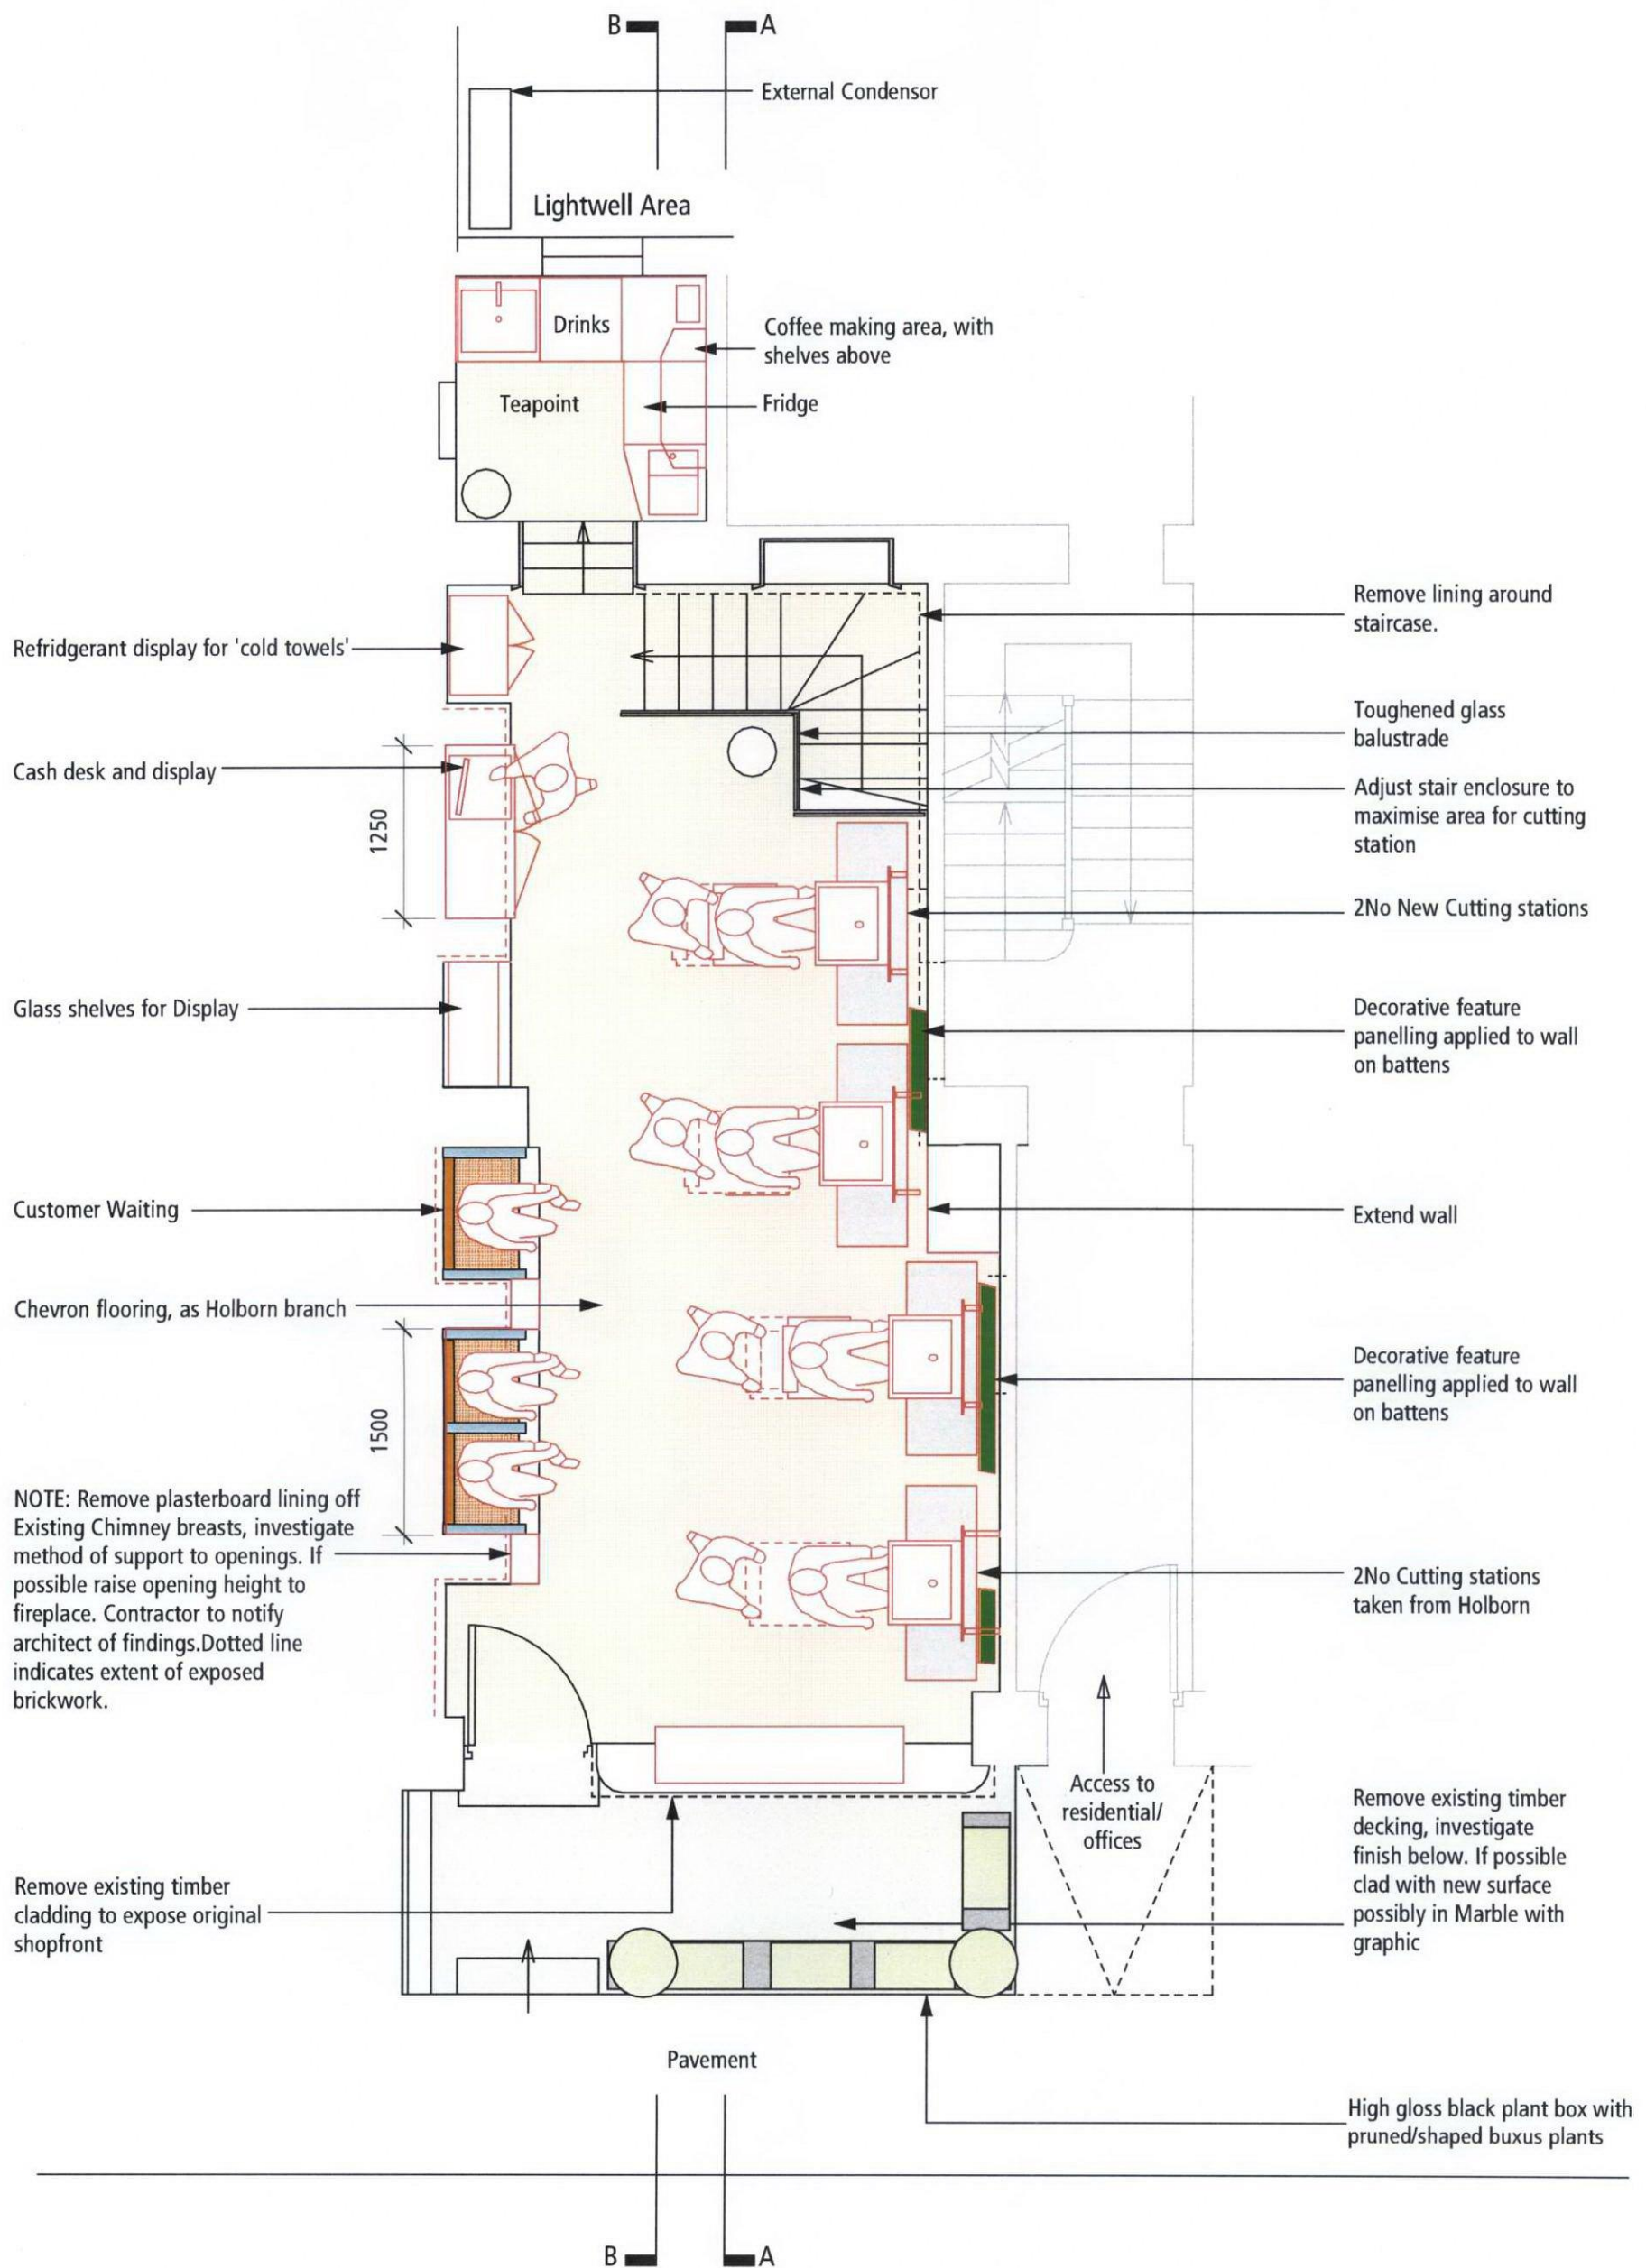 B
A
External Condensor
Lightwell Area
Drinks
Coffee making area, with
shelves above
Teapoint
Fridge
Remove lining around
staircase.
Refridgerant display for 'cold towels'
Toughened glass
balustrade
Cash desk and display
Adjust stair enclosure to
maximise area for cutting
station
1250
2No New Cutting stations
Glass shelves for Display
Decorative feature
panelling applied to wall
on battens
Customer Waiting
Extend wall
Chevron flooring, as Holborn branch
Decorative feature
panelling applied to wall
on battens
1500
NOTE: Remove plasterboard lining off
Existing Chimney breasts, investigate
method of support to openings. If
possible raise opening height to
fireplace. Contractor to notify
architect of findings.Dotted line
indicates extent of exposed
brickwork.
2No Cutting stations
taken from Holborn
Access to
residential/
offices
Remove existing timber
decking, investigate
finish below. If possible
clad with new surface
possibly in Marble with
graphic
Remove existing timber
cladding to expose original
shopfront
Pavement
High gloss black plant box with
pruned/shaped buxus plants
B
A